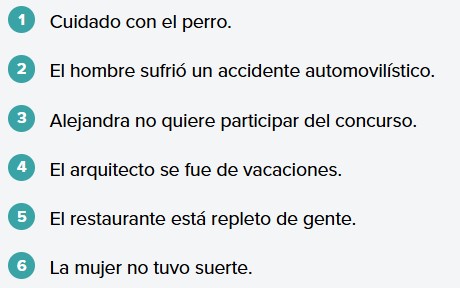 1 Cuidado con el perro.
2 El hombre sufrió un accidente automovilístico.
3 Alejandra no quiere participar del concurso.
4 El arquitecto se fue de vacaciones.
5 El restaurante está repleto de gente.
6 La mujer no tuvo suerte.